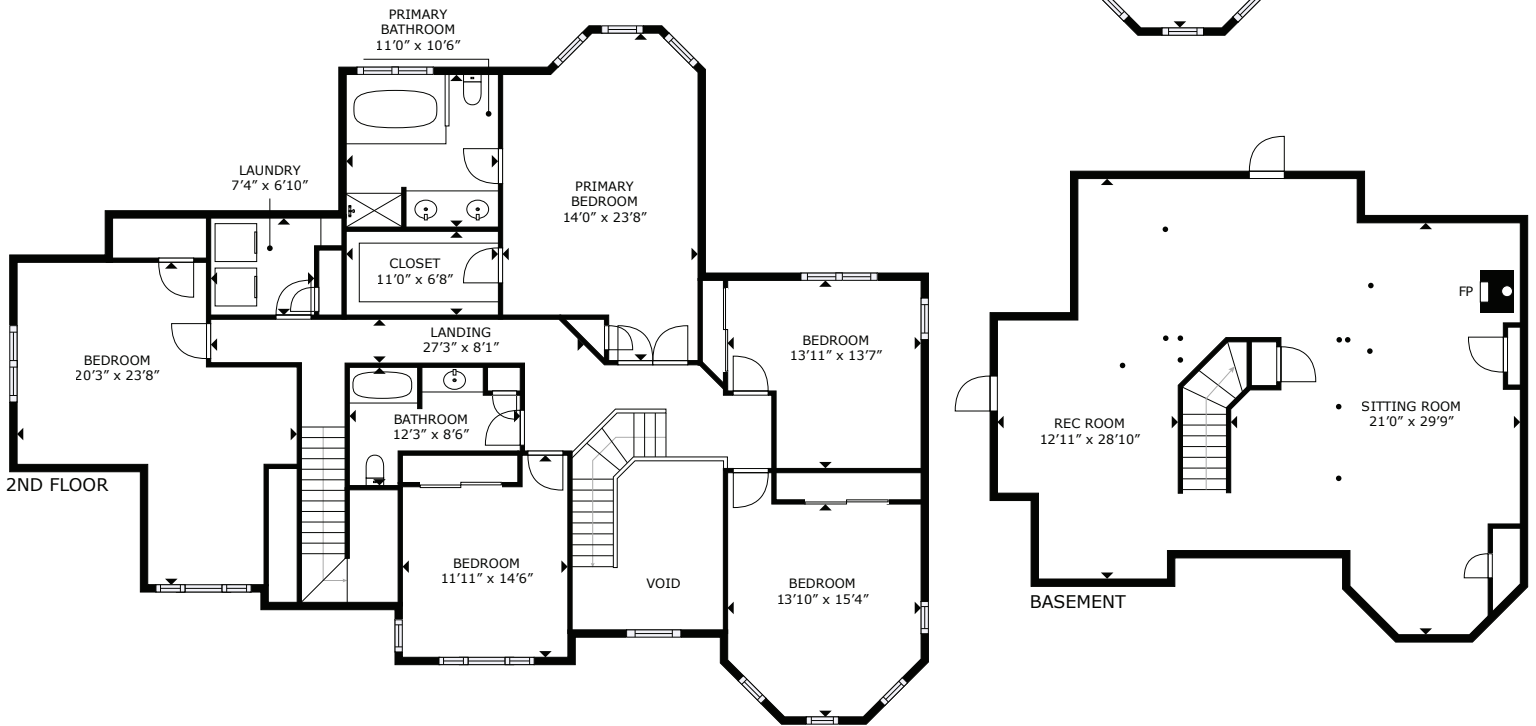 PRIMARY
BATHROOM
11’0” x 10’6”
LAUNDRY
7’4” x 6’10”
PRIMARY
BEDROOM
14’0” x 23’8”
CLOSET
11’0” x 6’8”
LANDING
27’3” x 8’1”
BEDROOM
20’3” x 23’8”
BEDROOM
13’11” x 13’7”
BATHROOM
12’3” x 8’6”
2ND FLOOR
BEDROOM
11’11” x 14’6”
VOID
BEDROOM
13’10” x 15’4”
FP
REC ROOM
12’11” x 28’10”
SITTING ROOM
21’0” x 29’9”
BASEMENT